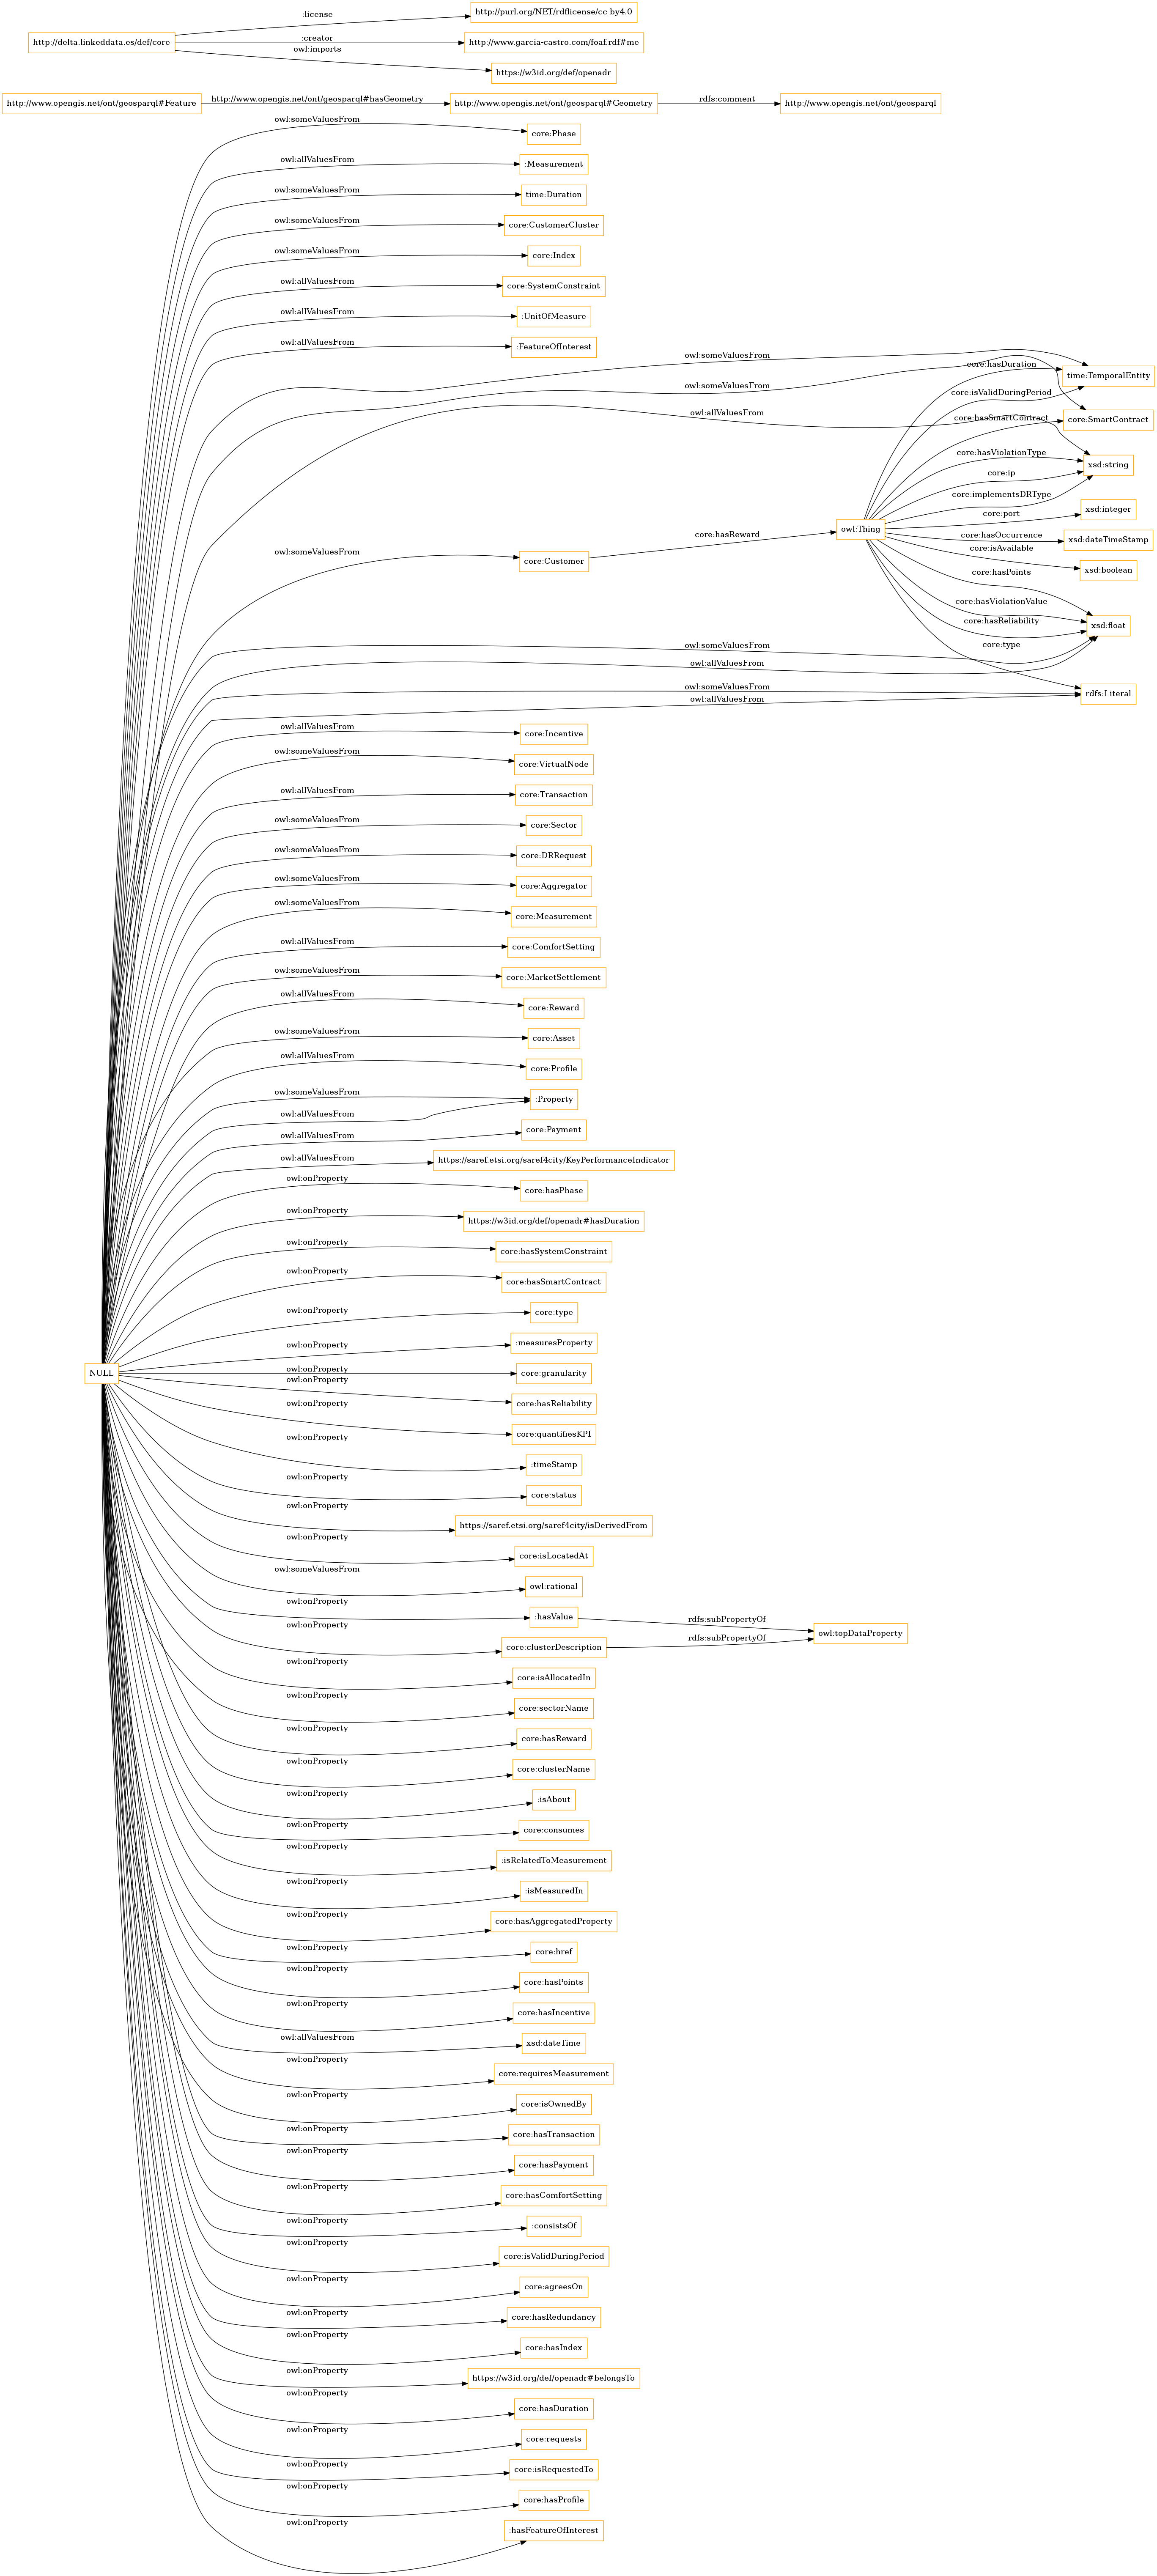 :license
http://purl.org/NET/rdflicense/cc-by4.0
http://delta.linkeddata.es/def/core
:creator
http://www.garcia-castro.com/foaf.rdf#me
owl:imports
https://w3id.org/def/openadr
http://www.opengis.net/ont/geosparql#Feature
http://www.opengis.net/ont/geosparql#hasGeometry
http://www.opengis.net/ont/geosparql#Geometry
rdfs:comment
http://www.opengis.net/ont/geosparql
owl:someValuesFrom
core:Phase
owl:allValuesFrom
:Measurement
owl:someValuesFrom
time:Duration
owl:someValuesFrom
core:CustomerCluster
owl:someValuesFrom
core:Index
owl:allValuesFrom
core:SystemConstraint
owl:allValuesFrom
:UnitOfMeasure
owl:allValuesFrom
:FeatureOfInterest
owl:someValuesFrom
core:hasDuration
time:TemporalEntity
owl:someValuesFrom
core:isValidDuringPeriod
owl:allValuesFrom
core:hasSmartContract
core:SmartContract
core:hasViolationType
xsd:string
core:ip
core:implementsDRType
core:port
xsd:integer
owl:Thing
core:hasOccurrence
xsd:dateTimeStamp
core:hasReward
core:isAvailable
owl:someValuesFrom
core:Customer
xsd:boolean
core:hasPoints
core:hasViolationValue
core:hasReliability
xsd:float
owl:someValuesFrom
core:type
owl:allValuesFrom
owl:someValuesFrom
rdfs:Literal
owl:allValuesFrom
owl:allValuesFrom
core:Incentive
owl:someValuesFrom
core:VirtualNode
owl:allValuesFrom
core:Transaction
owl:someValuesFrom
core:Sector
owl:someValuesFrom
core:DRRequest
owl:someValuesFrom
core:Aggregator
owl:someValuesFrom
core:Measurement
owl:allValuesFrom
core:ComfortSetting
owl:someValuesFrom
core:MarketSettlement
owl:allValuesFrom
core:Reward
owl:someValuesFrom
core:Asset
owl:allValuesFrom
core:Profile
owl:someValuesFrom
:Property
owl:allValuesFrom
owl:allValuesFrom
core:Payment
owl:allValuesFrom
https://saref.etsi.org/saref4city/KeyPerformanceIndicator
owl:onProperty
core:hasPhase
owl:onProperty
https://w3id.org/def/openadr#hasDuration
owl:onProperty
core:hasSystemConstraint
owl:onProperty
core:hasSmartContract
owl:onProperty
core:type
owl:onProperty
:measuresProperty
NULL
owl:onProperty
core:granularity
owl:onProperty
core:hasReliability
owl:onProperty
core:quantifiesKPI
owl:onProperty
:timeStamp
owl:onProperty
core:status
owl:onProperty
https://saref.etsi.org/saref4city/isDerivedFrom
owl:onProperty
core:isLocatedAt
owl:someValuesFrom
owl:rational
owl:onProperty
:hasValue
rdfs:subPropertyOf
owl:topDataProperty
owl:onProperty
core:clusterDescription
rdfs:subPropertyOf
owl:onProperty
core:isAllocatedIn
owl:onProperty
core:sectorName
owl:onProperty
core:hasReward
owl:onProperty
core:clusterName
owl:onProperty
:isAbout
owl:onProperty
core:consumes
owl:onProperty
:isRelatedToMeasurement
owl:onProperty
:isMeasuredIn
owl:onProperty
core:hasAggregatedProperty
owl:onProperty
core:href
owl:onProperty
core:hasPoints
owl:onProperty
core:hasIncentive
owl:allValuesFrom
xsd:dateTime
owl:onProperty
core:requiresMeasurement
owl:onProperty
core:isOwnedBy
owl:onProperty
core:hasTransaction
owl:onProperty
core:hasPayment
owl:onProperty
core:hasComfortSetting
owl:onProperty
:consistsOf
owl:onProperty
core:isValidDuringPeriod
owl:onProperty
core:agreesOn
owl:onProperty
core:hasRedundancy
owl:onProperty
core:hasIndex
owl:onProperty
https://w3id.org/def/openadr#belongsTo
owl:onProperty
core:hasDuration
owl:onProperty
core:requests
owl:onProperty
core:isRequestedTo
owl:onProperty
core:hasProfile
owl:onProperty
:hasFeatureOfInterest